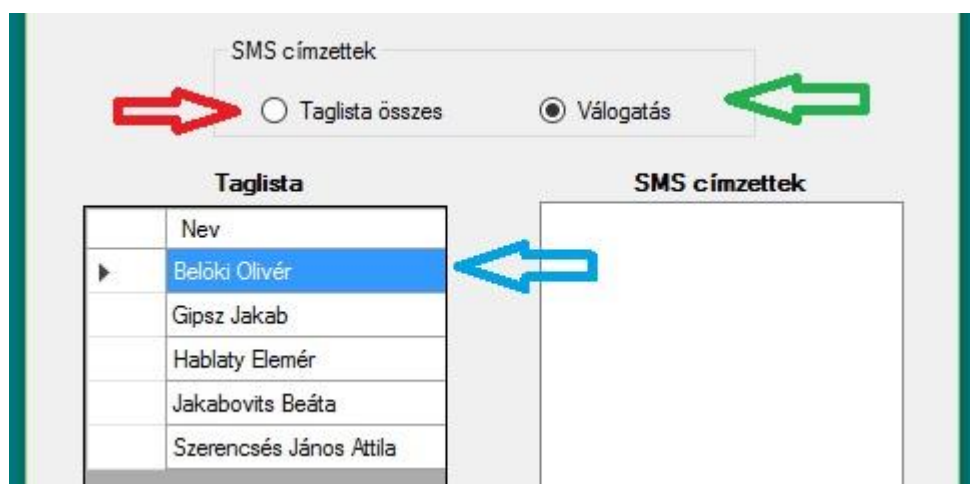 SMS címzettek
Taglista összes
Válogatás
Taglista
SMS címzettek
Nev
Belöki Olivér
Gipsz Jakab
Hablaty Elemér
Jakabovits Beáta
Szerencsés János Attila